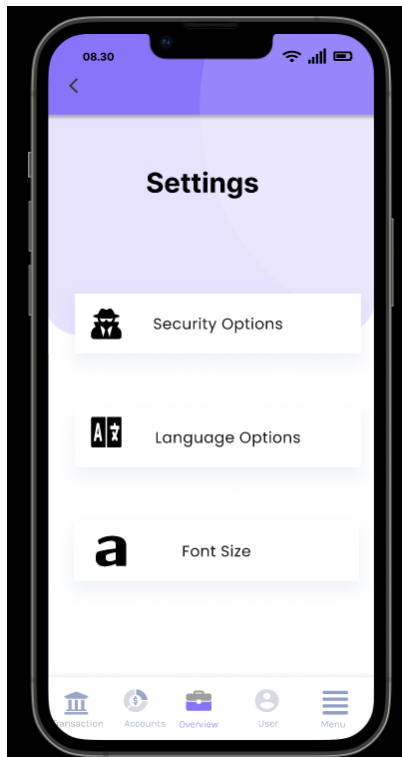 08.30
Settings
Security Options
A 文
Language Options
a
Font Size
ransaction
Accounts
Overview
User
Menu